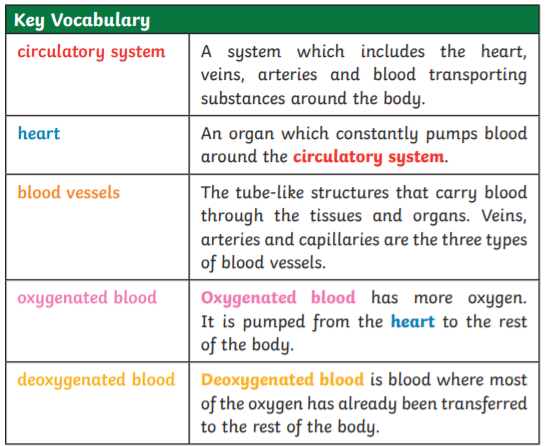 Key Vocabulary
circulatory system
A system which includes the heart,
veins, arteries and blood transporting
substances around the body.
heart
An organ which constantly pumps blood
around the circulatory system.
blood vessels
The tube-like structures that carry blood
through the tissues and organs. Veins,
arteries and capillaries are the three types
of blood vessels.
oxygenated blood
Oxygenated blood has more oxygen.
It is pumped from the heart to the rest
of the body.
deoxygenated blood
Deoxygenated blood is blood where most
of the oxygen has already been transferred
to the rest of the body.